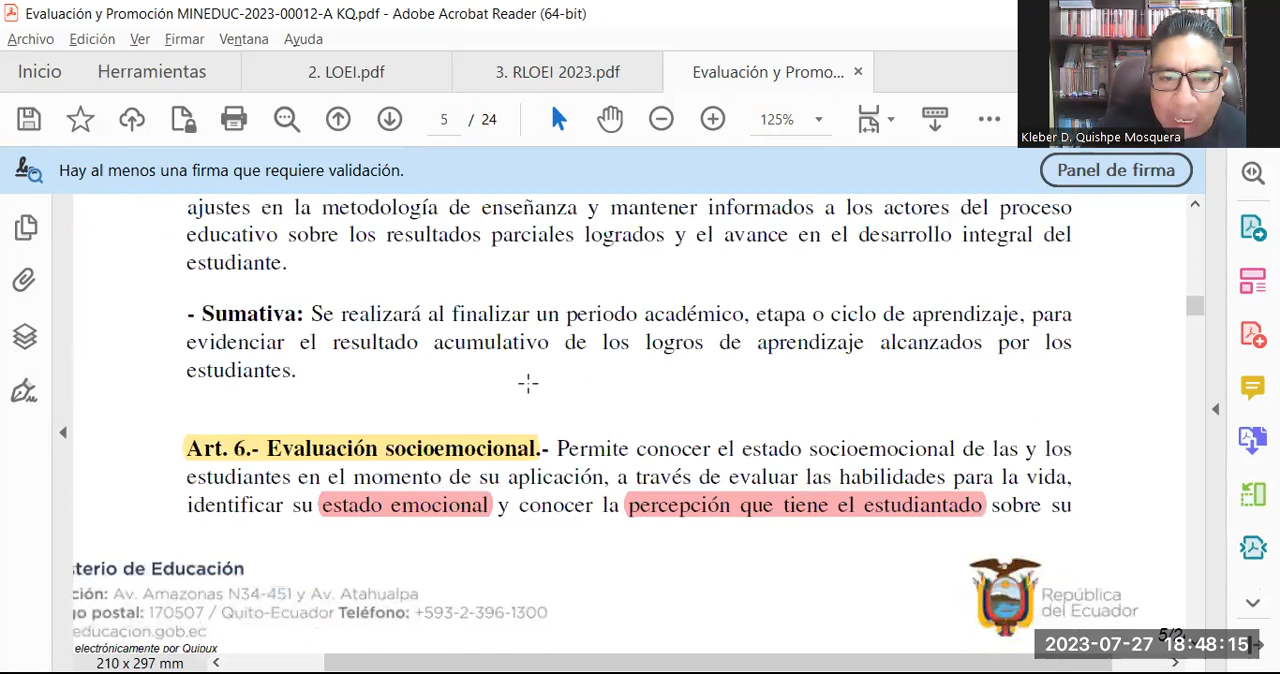 Evaluación y Promoción MINEDUC-2023-00012-A KQ.pdf - Adobe Acrobat Reader (64-bit)
Archivo Edición Ver Firmar Ventana Ayuda
Inicio Herramientas 2. LOEI.pdf 3. RLOEI 2023.pdf Evaluación y Promo... ×
5 / 24 125%
Kleber D. Quishpe Mosquera
Hay al menos una firma que requiere validación. Panel de firma
ajustes en la metodología de enseñanza y mantener informados a los actores del proceso
educativo sobre los resultados parciales logrados y el avance en el desarrollo integral del
estudiante.
- Sumativa: Se realizará al finalizar un periodo académico, etapa o ciclo de aprendizaje, para
evidenciar el resultado acumulativo de los logros de aprendizaje alcanzados por los
estudiantes.
Art. 6.- Evaluación socioemocional.- Permite conocer el estado socioemocional de las y los
estudiantes en el momento de su aplicación, a través de evaluar las habilidades para la vida,
identificar su estado emocional y conocer la percepción que tiene el estudiantado sobre su
sterio de Educación
ción: Av. Amazonas N34-451 y Av. Atahualpa
go postal: 170507 / Quito-Ecuador Teléfono: +593-2-396-1300
educacion.gob.ec
electrónicamente por Quipux
República
del Ecuador
210 x 297 mm
2023-07-27 18:48:15